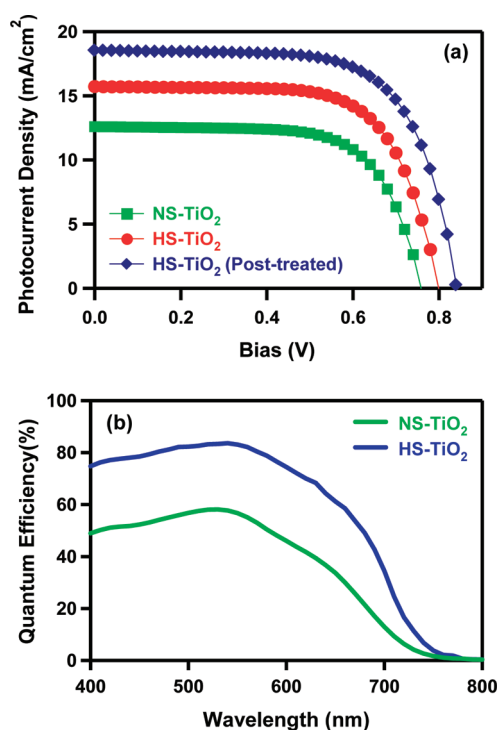 (a)
Photocurrent Density (mA/cm²)
20
15
10
5
0
NS-TiO₂
HS-TiO₂
HS-TiO₂ (Post-treated)
0.0 0.2 0.4 0.6 0.8
Bias (V)
(b)
Quantum Efficiency(%)
100
80
60
40
20
0
NS-TiO₂
HS-TiO₂
400 500 600 700 800
Wavelength (nm)